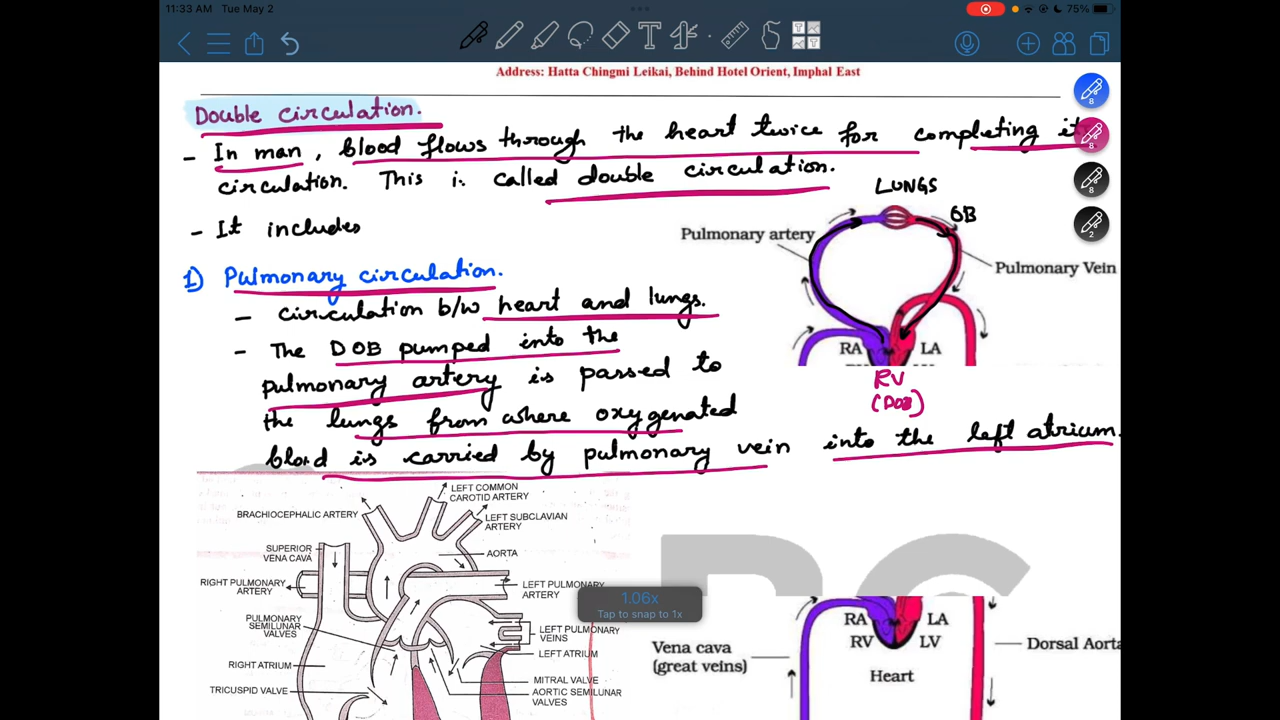 11:33 AM Tue May 2
75%
Address: Hatta Chingmi Leikai, Behind Hotel Orient, Imphal East
8
8
8
2
Double circulation.
- In man, blood flows through the heart twice for completing its
circulation. This is called double circulation.
- It includes
1) Pulmonary circulation.
- circulation b/w heart and lungs.
- The DOB pumped into the
pulmonary artery is passed to
the lungs from where oxygenated
blood is carried by pulmonary vein into the left atrium.
LUNGS
OB
Pulmonary artery
Pulmonary Vein
RA
LA
RV
(DOB)
LEFT COMMON
CAROTID ARTERY
BRACHIOCEPHALIC ARTERY
LEFT SUBCLAVIAN
ARTERY
SUPERIOR
VENA CAVA
AORTA
RIGHT PULMONARY
ARTERY
LEFT PULMONARY
ARTERY
PULMONARY
SEMILUNAR
VALVES
LEFT PULMONARY
VEINS
LEFT ATRIUM
RIGHT ATRIUM
MITRAL VALVE
TRICUSPID VALVE
AORTIC SEMILUNAR
VALVES
1.06x
Tap to snap to 1x
RA
LA
RV
LV
Vena cava
(great veins)
Dorsal Aorta
Heart